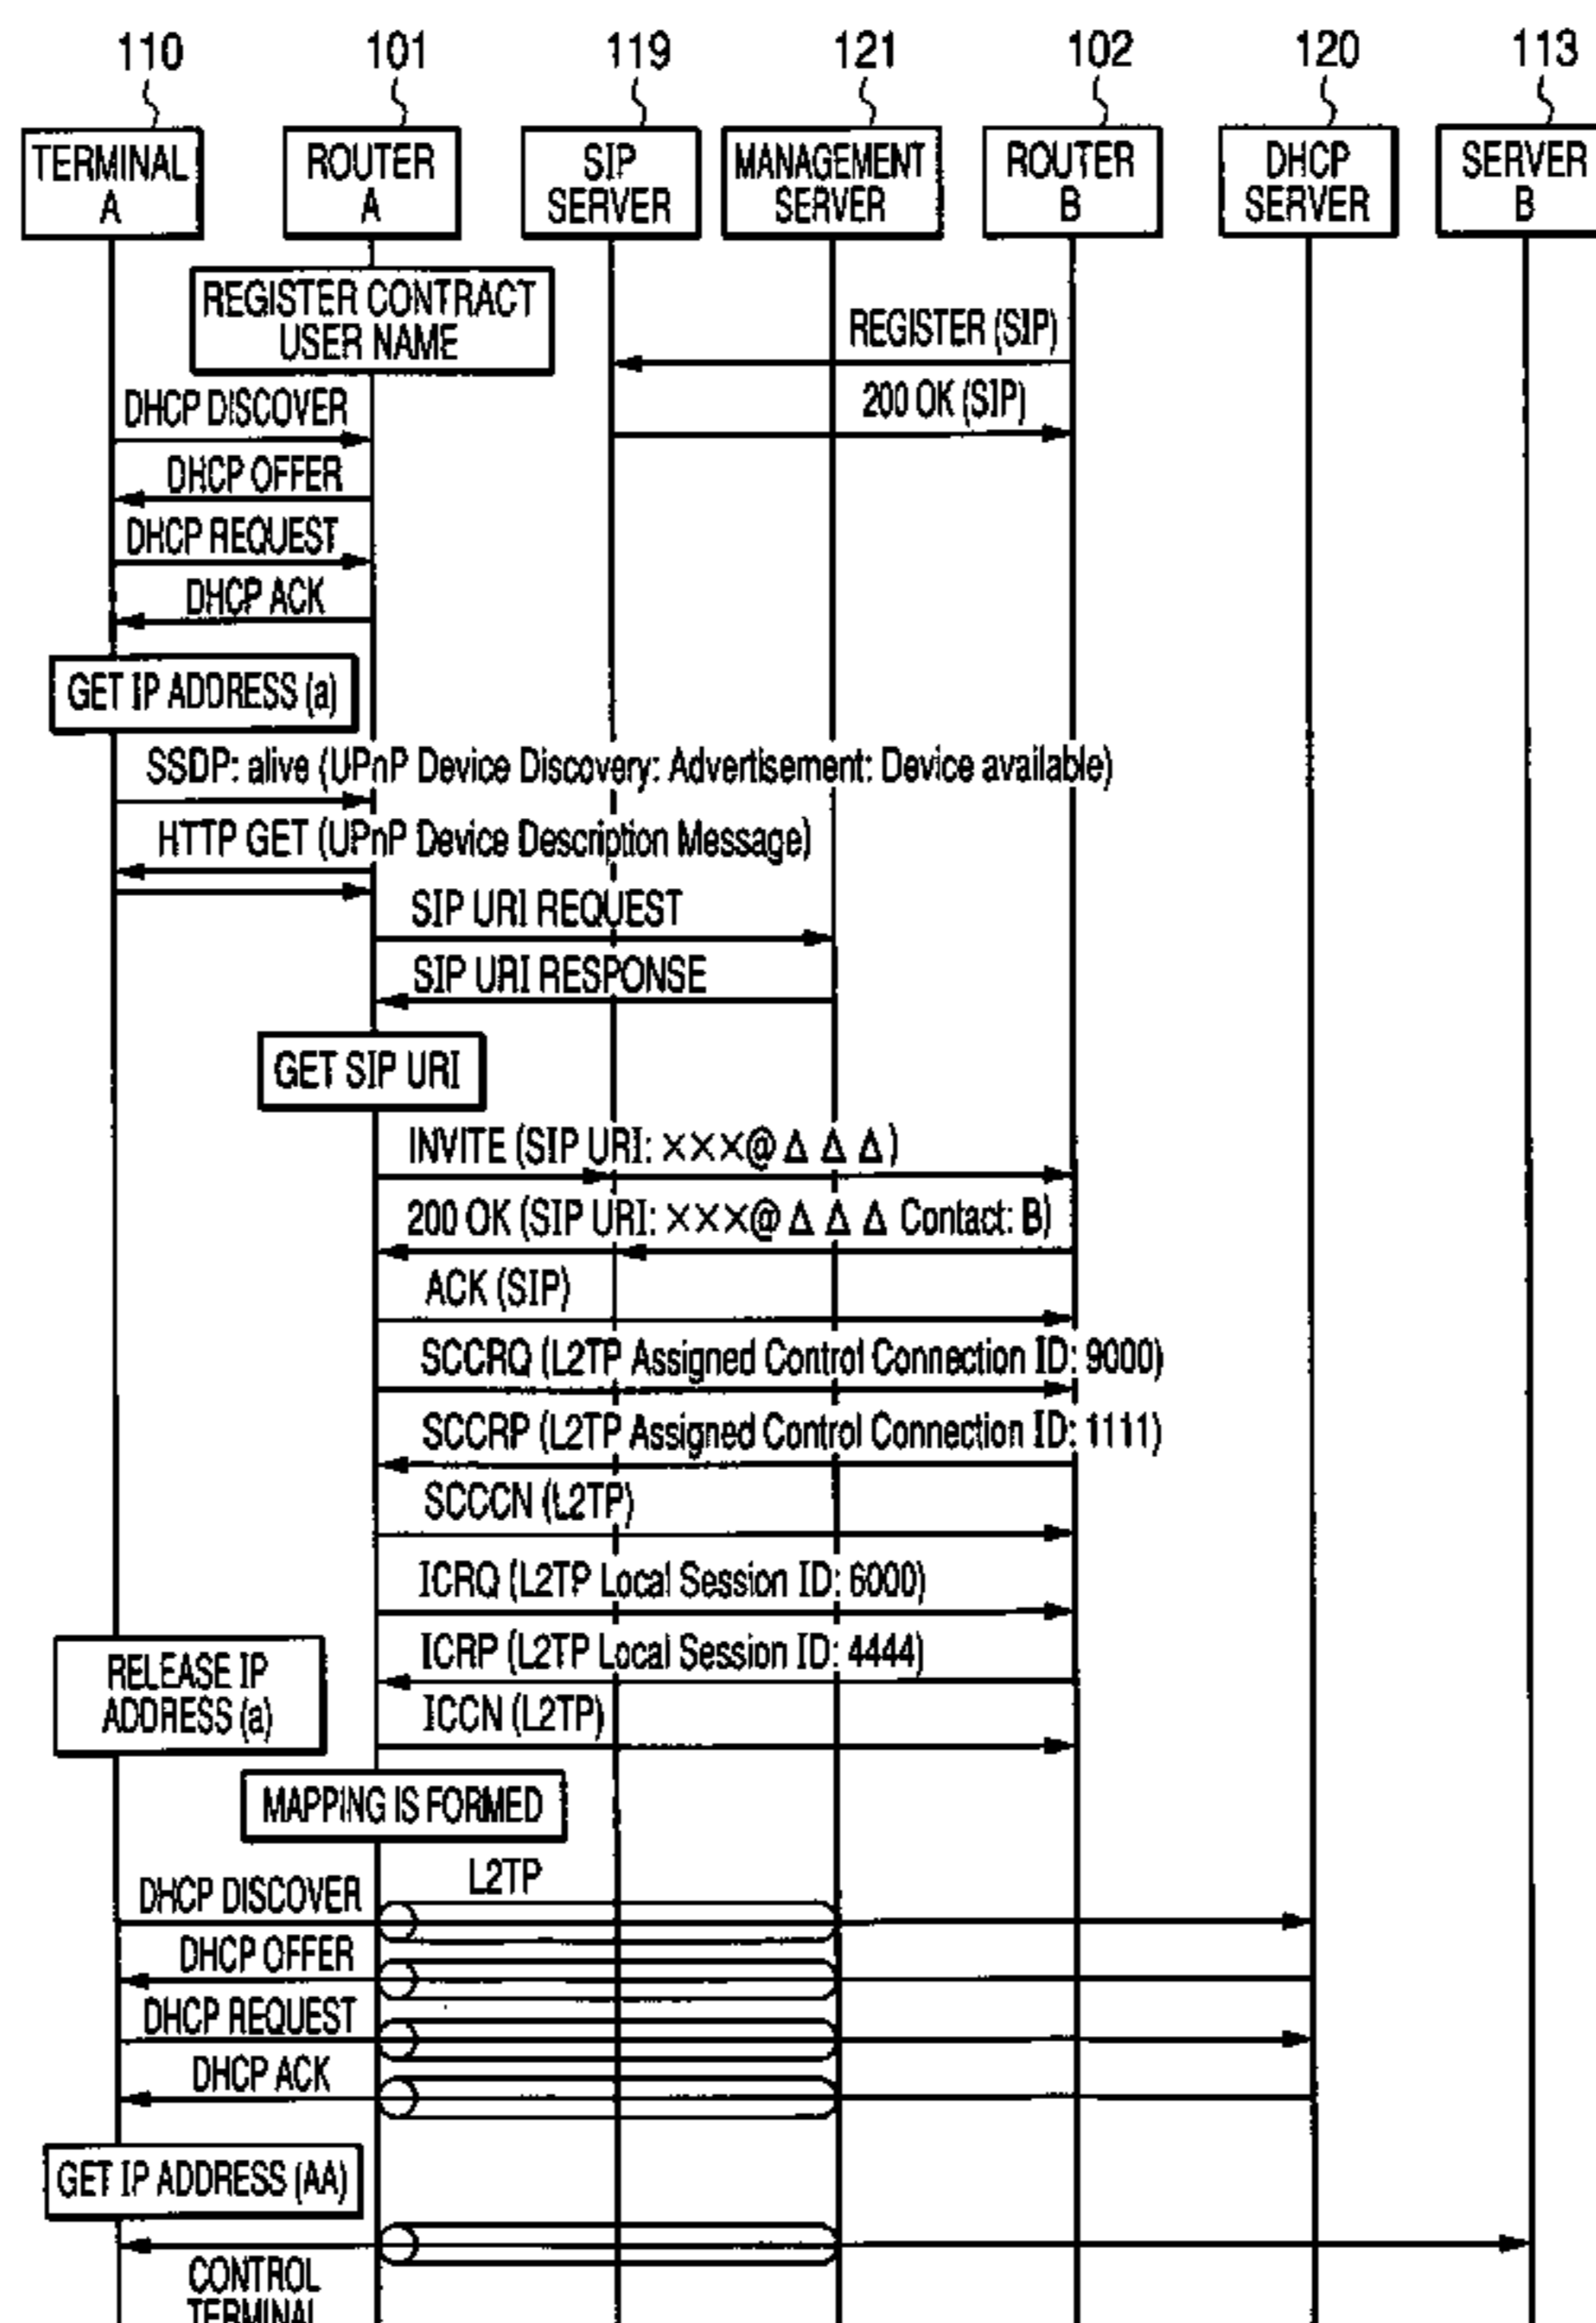 110 101 119 121 102 120 113
TERMINAL A
ROUTER A
SIP SERVER
MANAGEMENT SERVER
ROUTER B
DHCP SERVER
SERVER B
REGISTER CONTRACT
USER NAME
REGISTER (SIP)
200 OK (SIP)
DHCP DISCOVER
DHCP OFFER
DHCP REQUEST
DHCP ACK
GET IP ADDRESS (a)
SSDP: alive (UPnP Device Discovery: Advertisement: Device available)
HTTP GET (UPnP Device Description Message)
SIP URI REQUEST
SIP URI RESPONSE
GET SIP URI
INVITE (SIP URI: ×××@ Δ Δ Δ)
200 OK (SIP URI: ×××@ Δ Δ Δ Contact: B)
ACK (SIP)
SCCRQ (L2TP Assigned Control Connection ID: 9000)
SCCRP (L2TP Assigned Control Connection ID: 1111)
SCCCN (L2TP)
ICRQ (L2TP Local Session ID: 6000)
ICRP (L2TP Local Session ID: 4444)
RELEASE IP
ADDRESS (a)
ICCN (L2TP)
MAPPING IS FORMED
L2TP
DHCP DISCOVER
DHCP OFFER
DHCP REQUEST
DHCP ACK
GET IP ADDRESS (AA)
CONTROL
TERMINAL